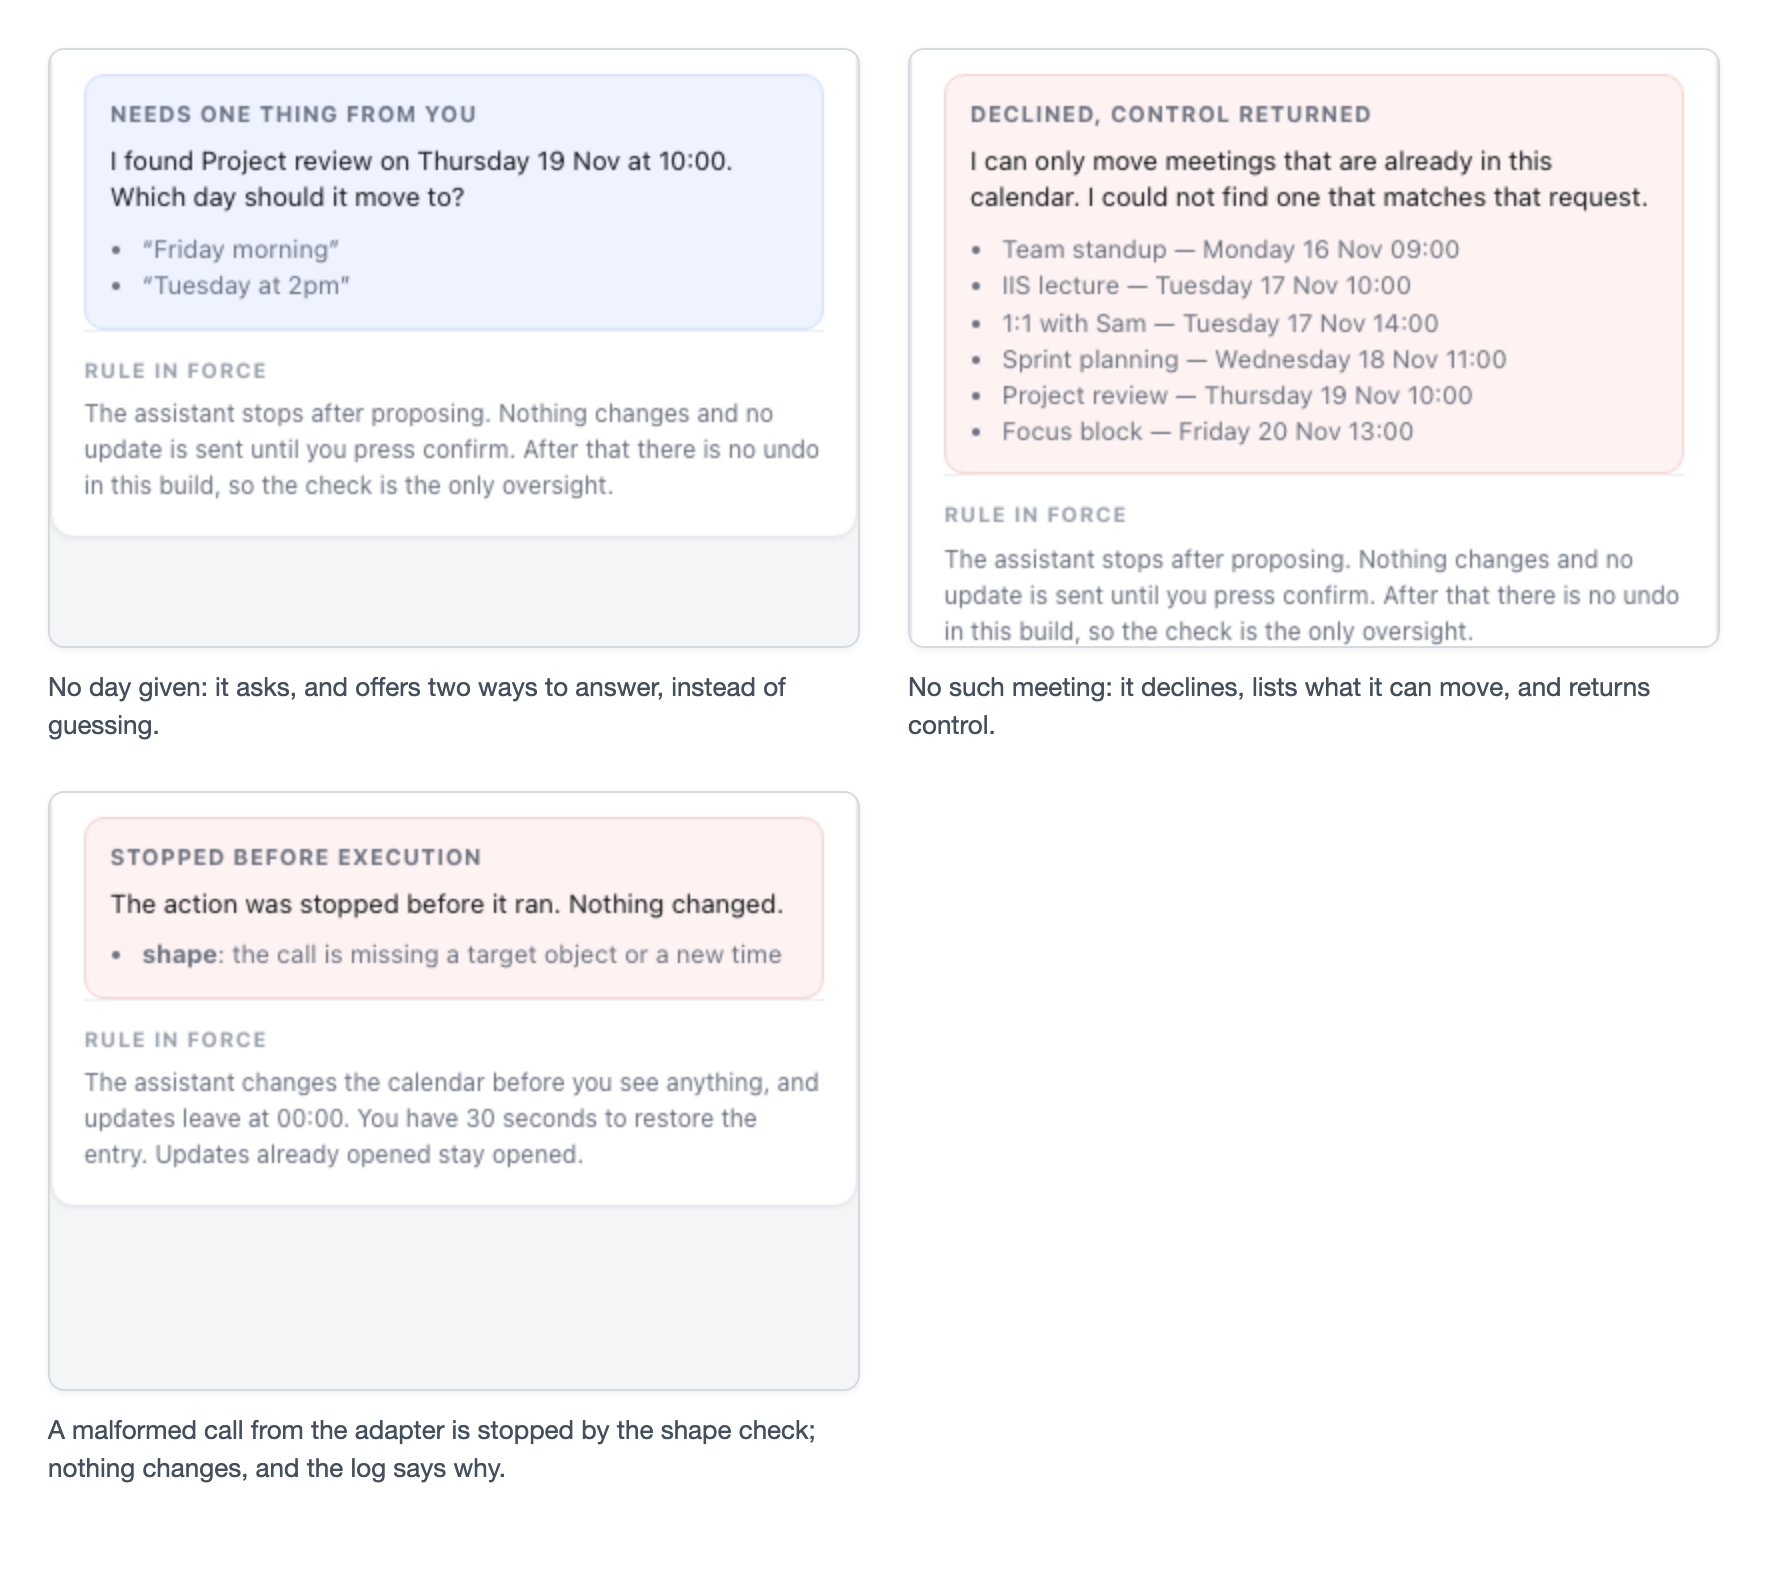 NEEDS ONE THING FROM YOU
I found Project review on Thursday 19 Nov at 10:00.
Which day should it move to?
• “Friday morning”
• “Tuesday at 2pm”
RULE IN FORCE
The assistant stops after proposing. Nothing changes and no
update is sent until you press confirm. After that there is no undo
in this build, so the check is the only oversight.
No day given: it asks, and offers two ways to answer, instead of
guessing.
DECLINED, CONTROL RETURNED
I can only move meetings that are already in this
calendar. I could not find one that matches that request.
• Team standup — Monday 16 Nov 09:00
• IIS lecture — Tuesday 17 Nov 10:00
• 1:1 with Sam — Tuesday 17 Nov 14:00
• Sprint planning — Wednesday 18 Nov 11:00
• Project review — Thursday 19 Nov 10:00
• Focus block — Friday 20 Nov 13:00
RULE IN FORCE
The assistant stops after proposing. Nothing changes and no
update is sent until you press confirm. After that there is no undo
in this build, so the check is the only oversight.
No such meeting: it declines, lists what it can move, and returns
control.
STOPPED BEFORE EXECUTION
The action was stopped before it ran. Nothing changed.
• shape: the call is missing a target object or a new time
RULE IN FORCE
The assistant changes the calendar before you see anything, and
updates leave at 00:00. You have 30 seconds to restore the
entry. Updates already opened stay opened.
A malformed call from the adapter is stopped by the shape check;
nothing changes, and the log says why.